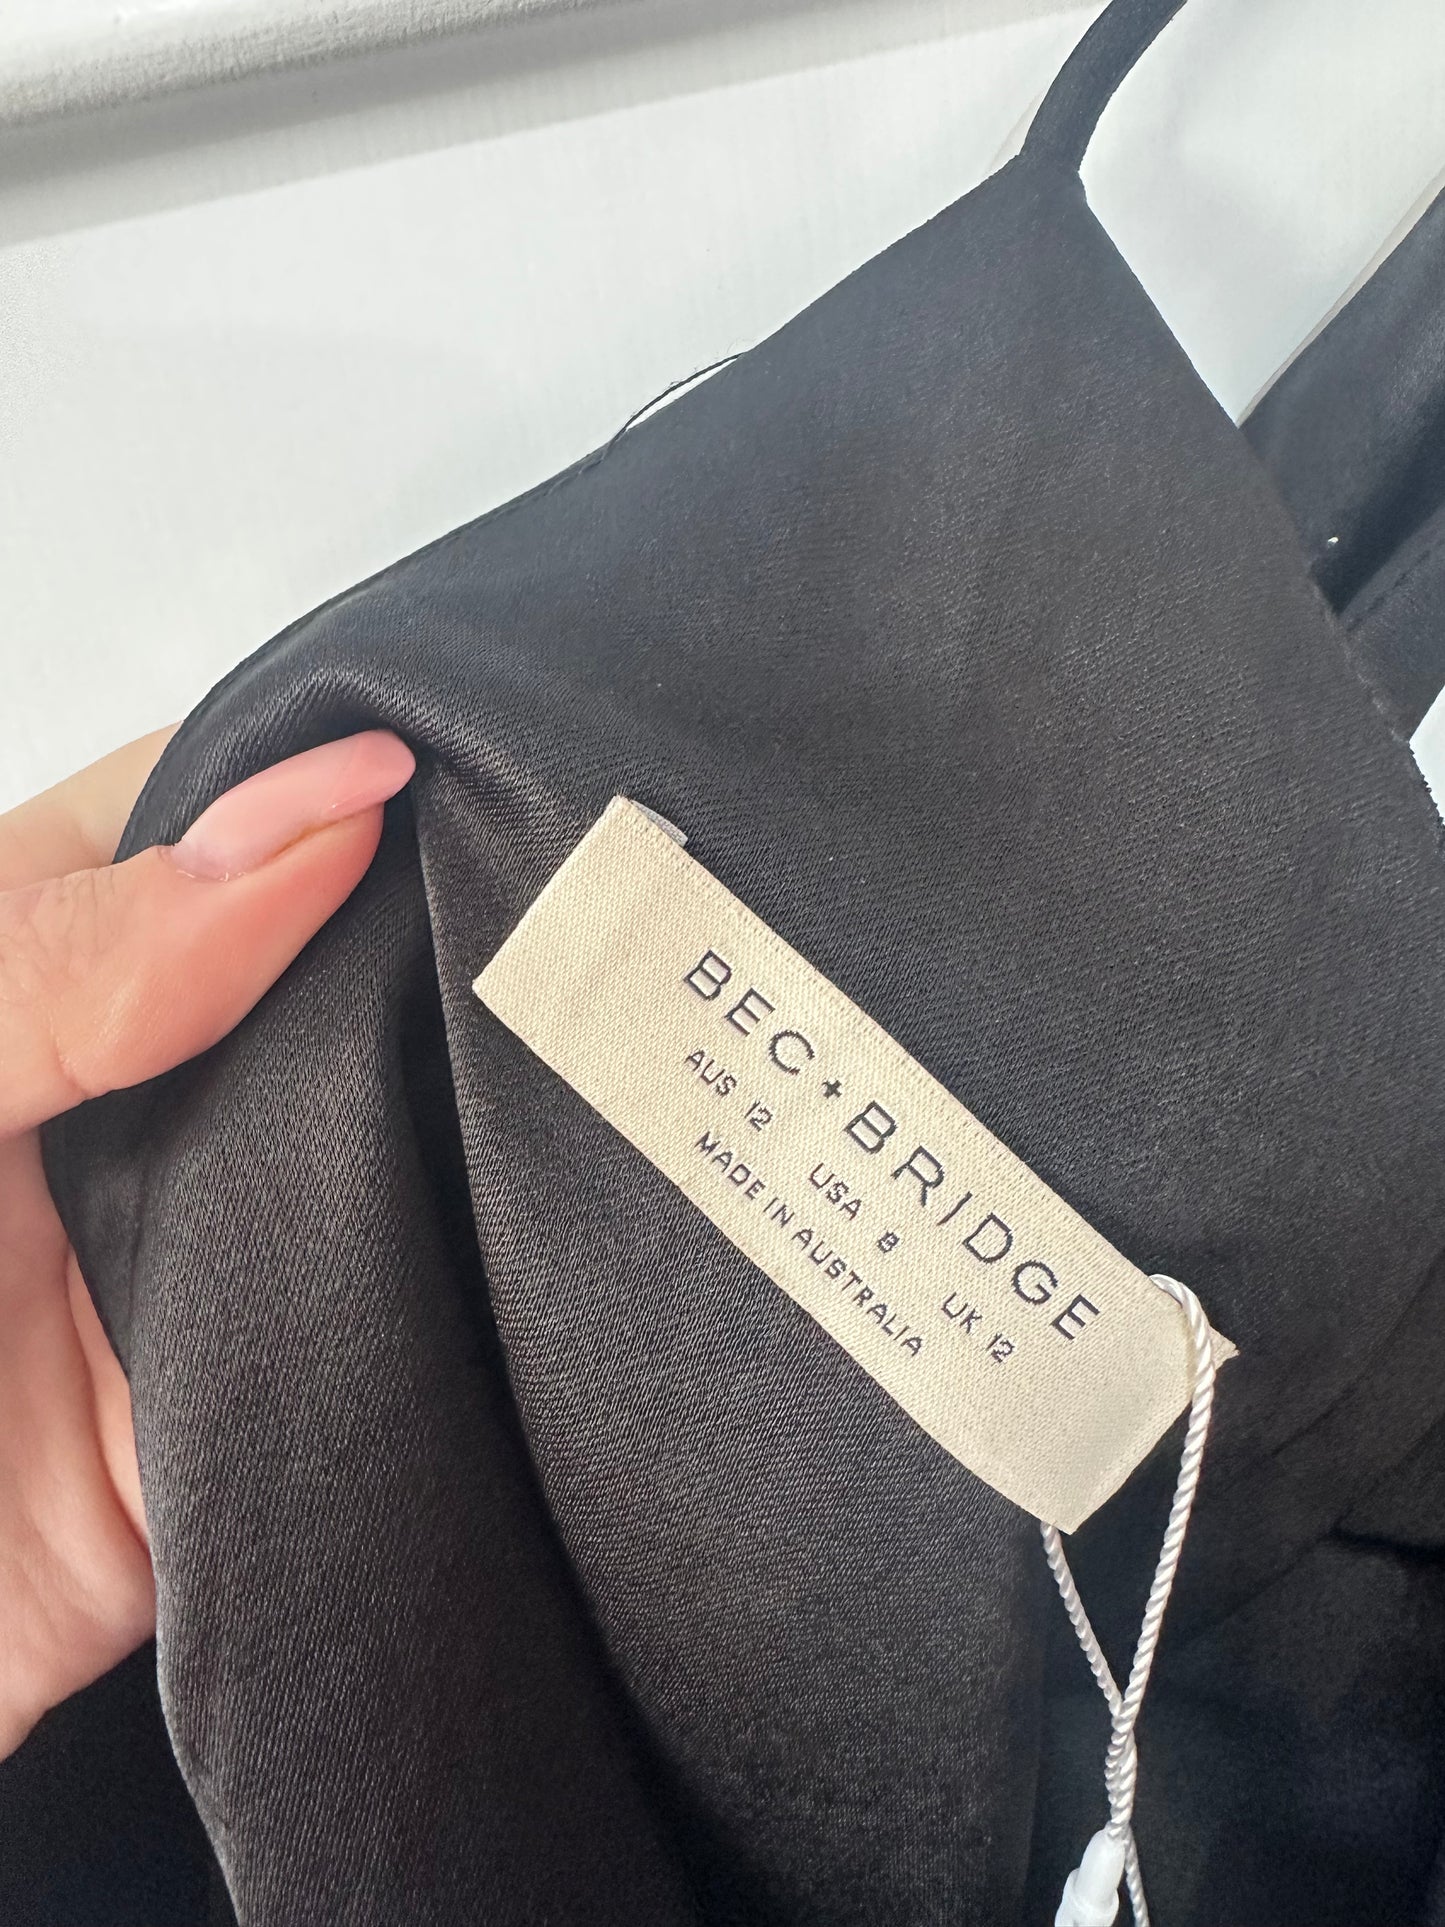 BEC+BRIDGE
AUS 12 USA 8 UK 12
MADE IN AUSTRALIA